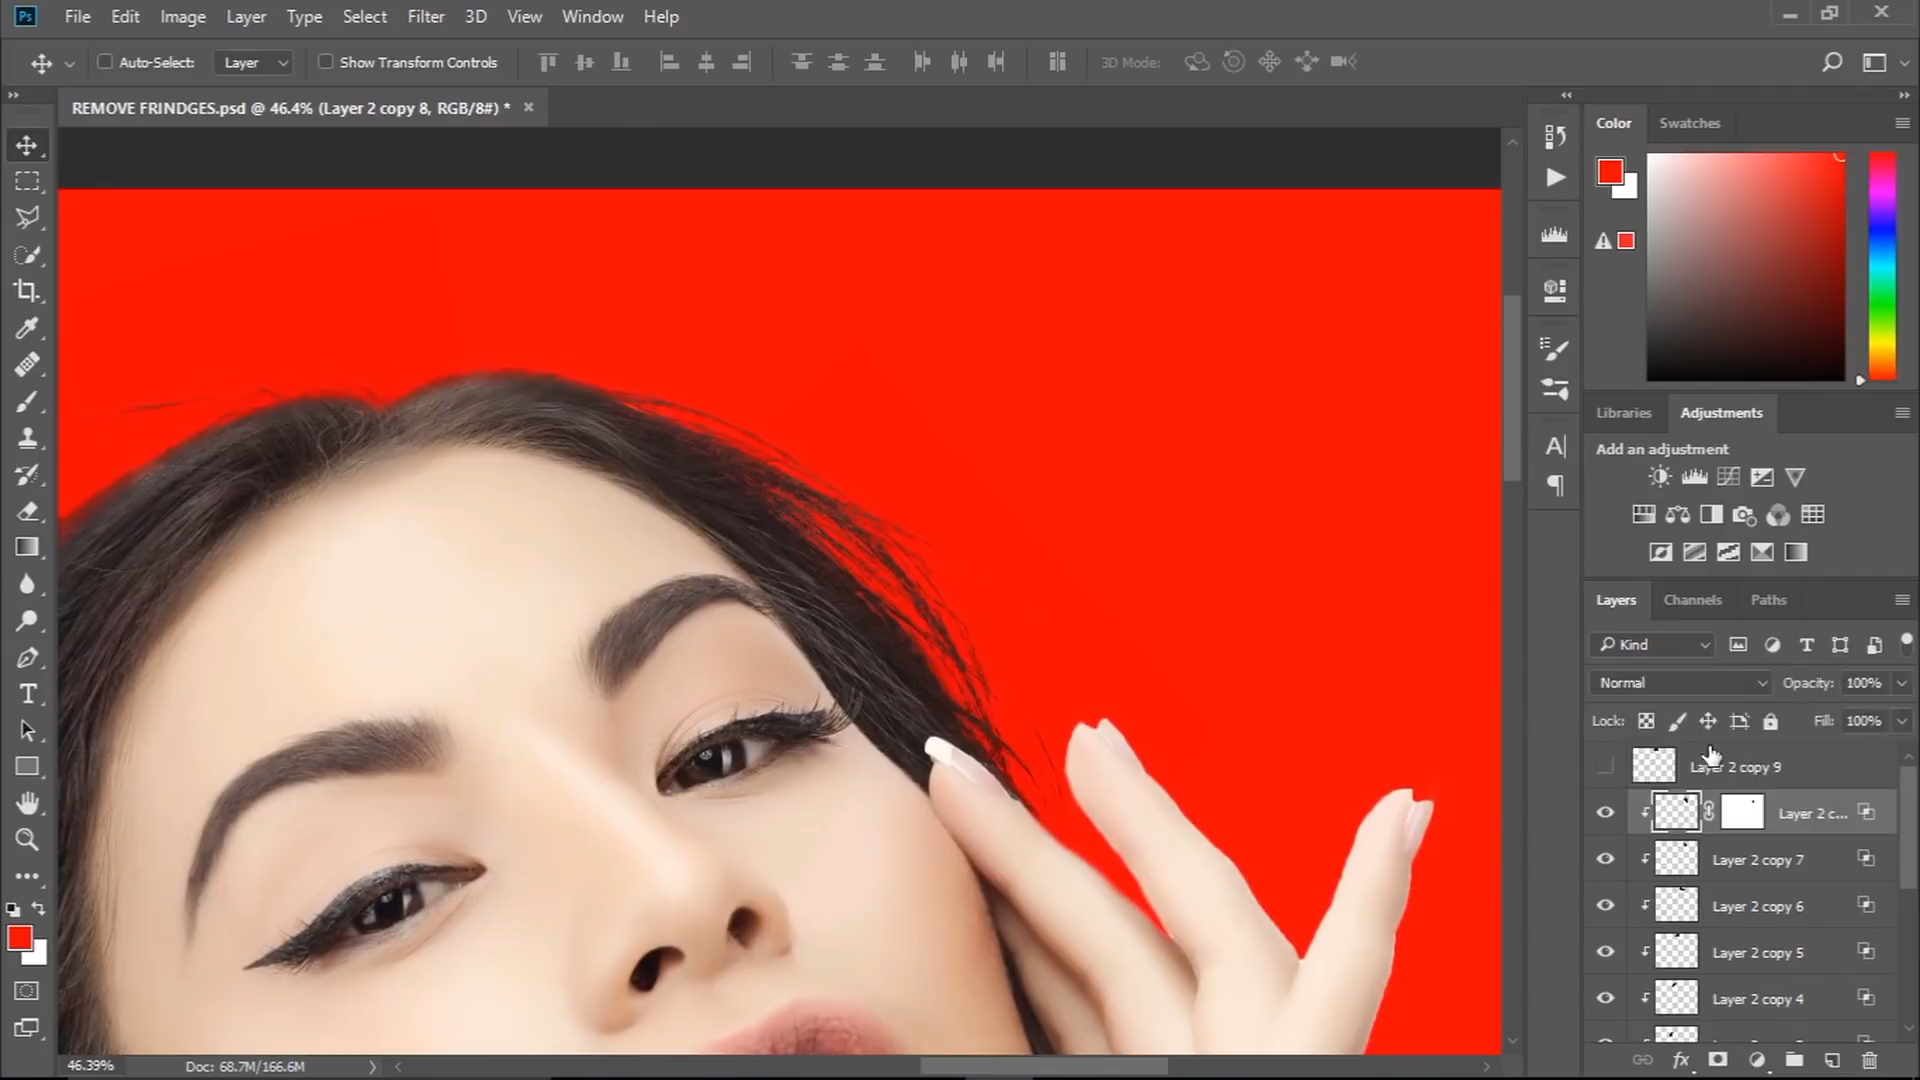 Ps File Edit Image Layer Type Select Filter 3D View Window Help
Auto-Select: Layer Show Transform Controls 3D Mode:
REMOVE FRINDGES.psd @ 46.4% (Layer 2 copy 8, RGB/8#) * ×
Color Swatches
Libraries Adjustments
Add an adjustment
Layers Channels Paths
Kind
Normal Opacity: 100%
Lock: Fill: 100%
Layer 2 copy 9
Layer 2 c...
Layer 2 copy 7
Layer 2 copy 6
Layer 2 copy 5
Layer 2 copy 4
46.39% Doc: 68.7M/166.6M